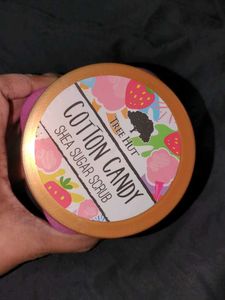 TREE HUT
COTTON CANDY
SHEA SUGAR SCRUB